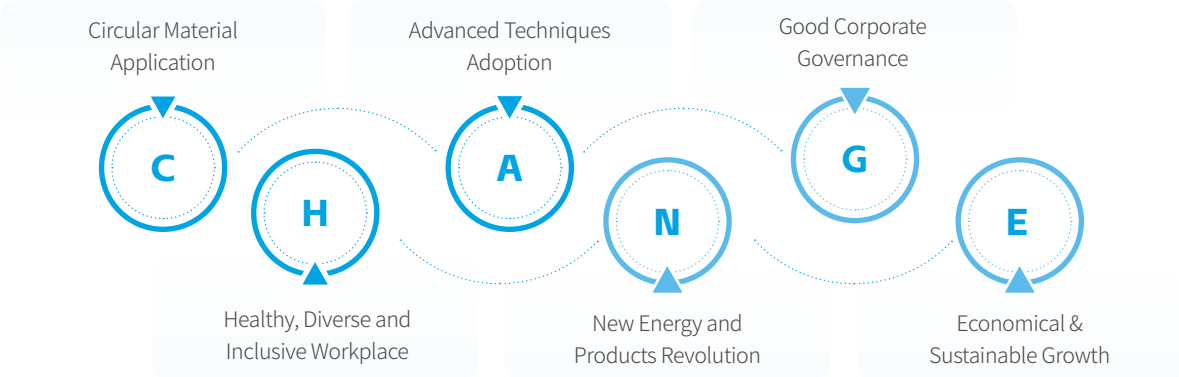 Circular Material
Application
Advanced Techniques
Adoption
Good Corporate
Governance
C
H
A
N
G
E
Healthy, Diverse and
Inclusive Workplace
New Energy and
Products Revolution
Economical &
Sustainable Growth